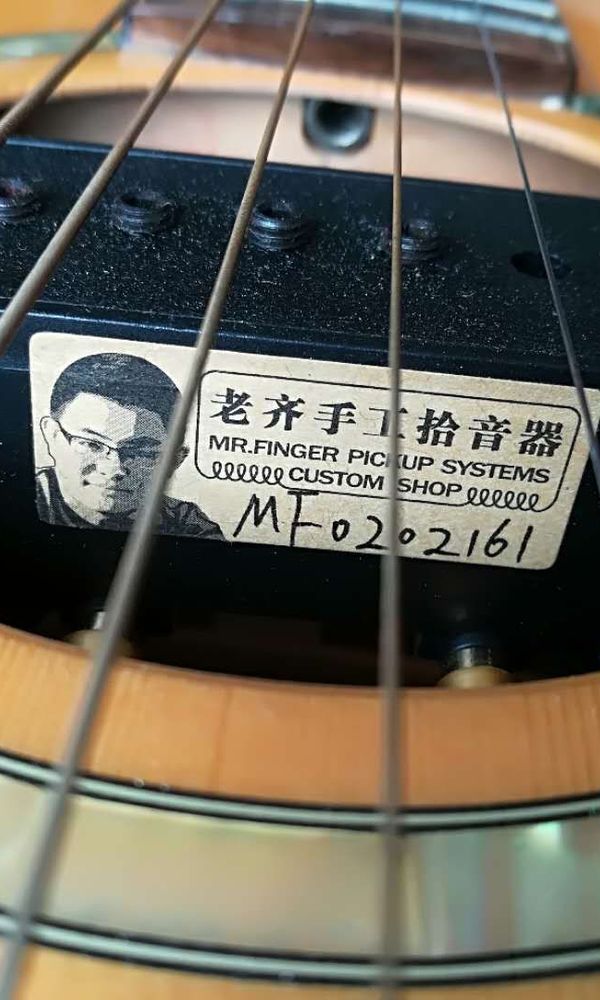 老齐手工拾音器
MR.FINGER PICKUP SYSTEMS
CUSTOM SHOP
MF0202161